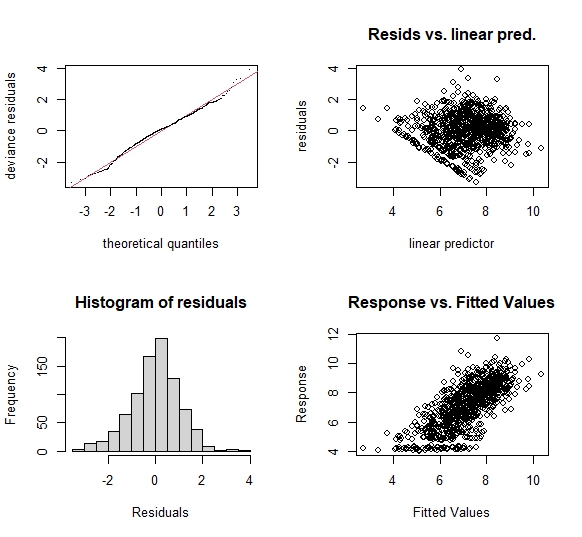 deviance residuals
4
2
0
-2
-3 -2 -1 0 1 2 3
theoretical quantiles
Resids vs. linear pred.
residuals
4
2
0
-2
4 6 8 10
linear predictor
Histogram of residuals
Frequency
150
50
0
-2 0 2 4
Residuals
Response vs. Fitted Values
Response
12
10
8
6
4
4 6 8 10
Fitted Values